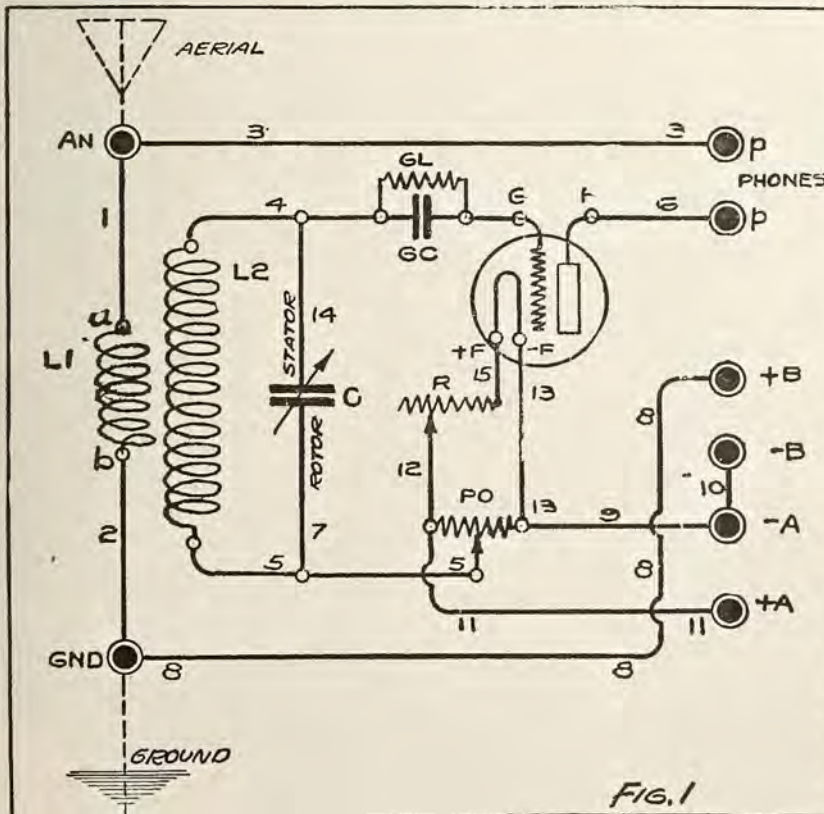 AERIAL
AN
3
3
P
PHONES
GL
1
4
G
6
P
GC
L2
a
14
STATOR
+F
-F
L1
15
13
+B
R
C
8
b
12
ROTOR
-B
PO
13
10
2
7
9
-A
5
5
8
+A
11
11
GND
8
8
GROUND
FIG. 1